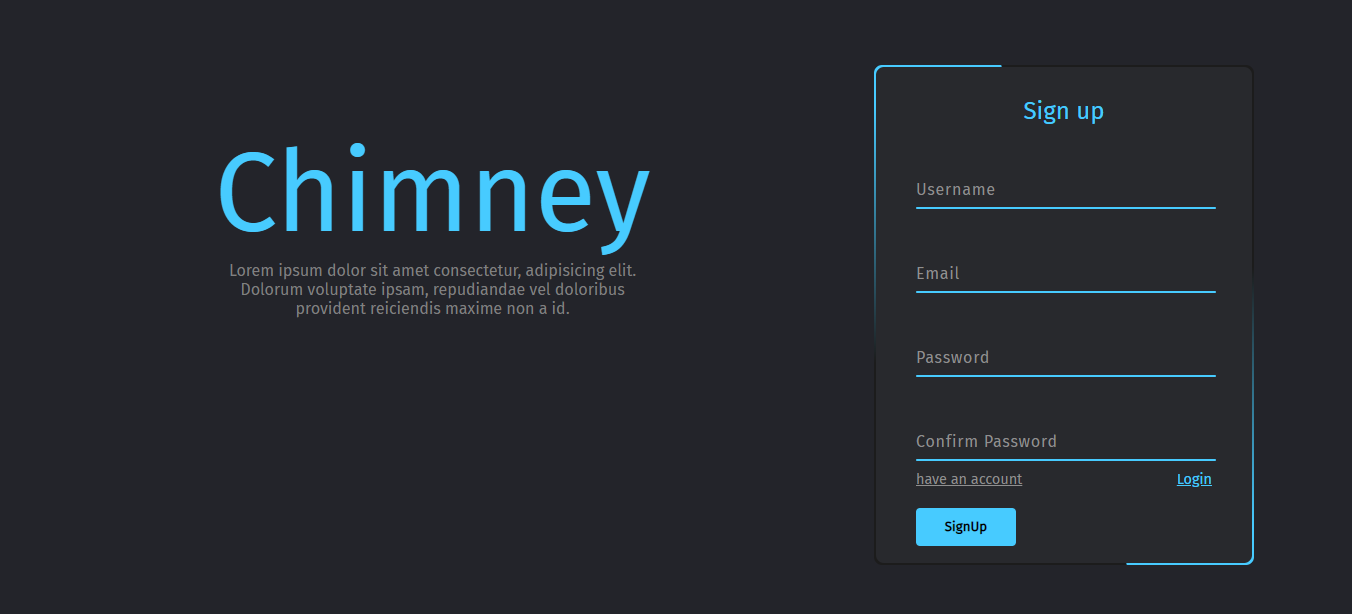 Chimney
Lorem ipsum dolor sit amet consectetur, adipisicing elit.
Dolorum voluptate ipsam, repudiandae vel doloribus
provident reiciendis maxime non a id.
Sign up
Username
Email
Password
Confirm Password
have an account Login
SignUp